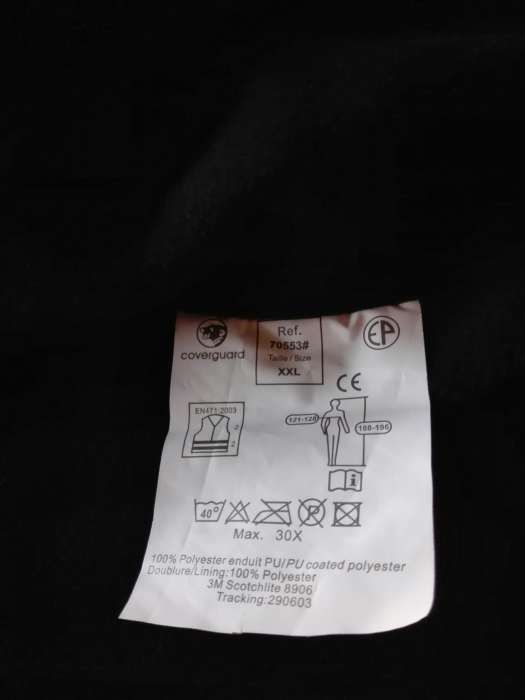 coverguard
Ref.
70553#
Taille / Size
XXL
EP
CE
EN471:2003
2
2
121-128
188-196
i
40°
P
Max. 30X
100% Polyester enduit PU/PU coated polyester
Doublure/Lining:100% Polyester
3M Scotchlite 8906
Tracking:290603